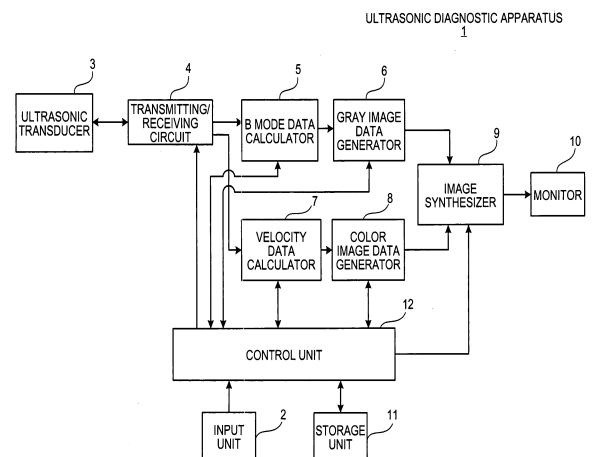 ULTRASONIC DIAGNOSTIC APPARATUS
1
3
4
5
6
ULTRASONIC
TRANSDUCER
TRANSMITTING/
RECEIVING
CIRCUIT
B MODE DATA
CALCULATOR
GRAY IMAGE
DATA
GENERATOR
9
10
IMAGE
SYNTHESIZER
MONITOR
7
8
VELOCITY
DATA
CALCULATOR
COLOR
IMAGE DATA
GENERATOR
12
CONTROL UNIT
INPUT
UNIT
2
STORAGE
UNIT
11